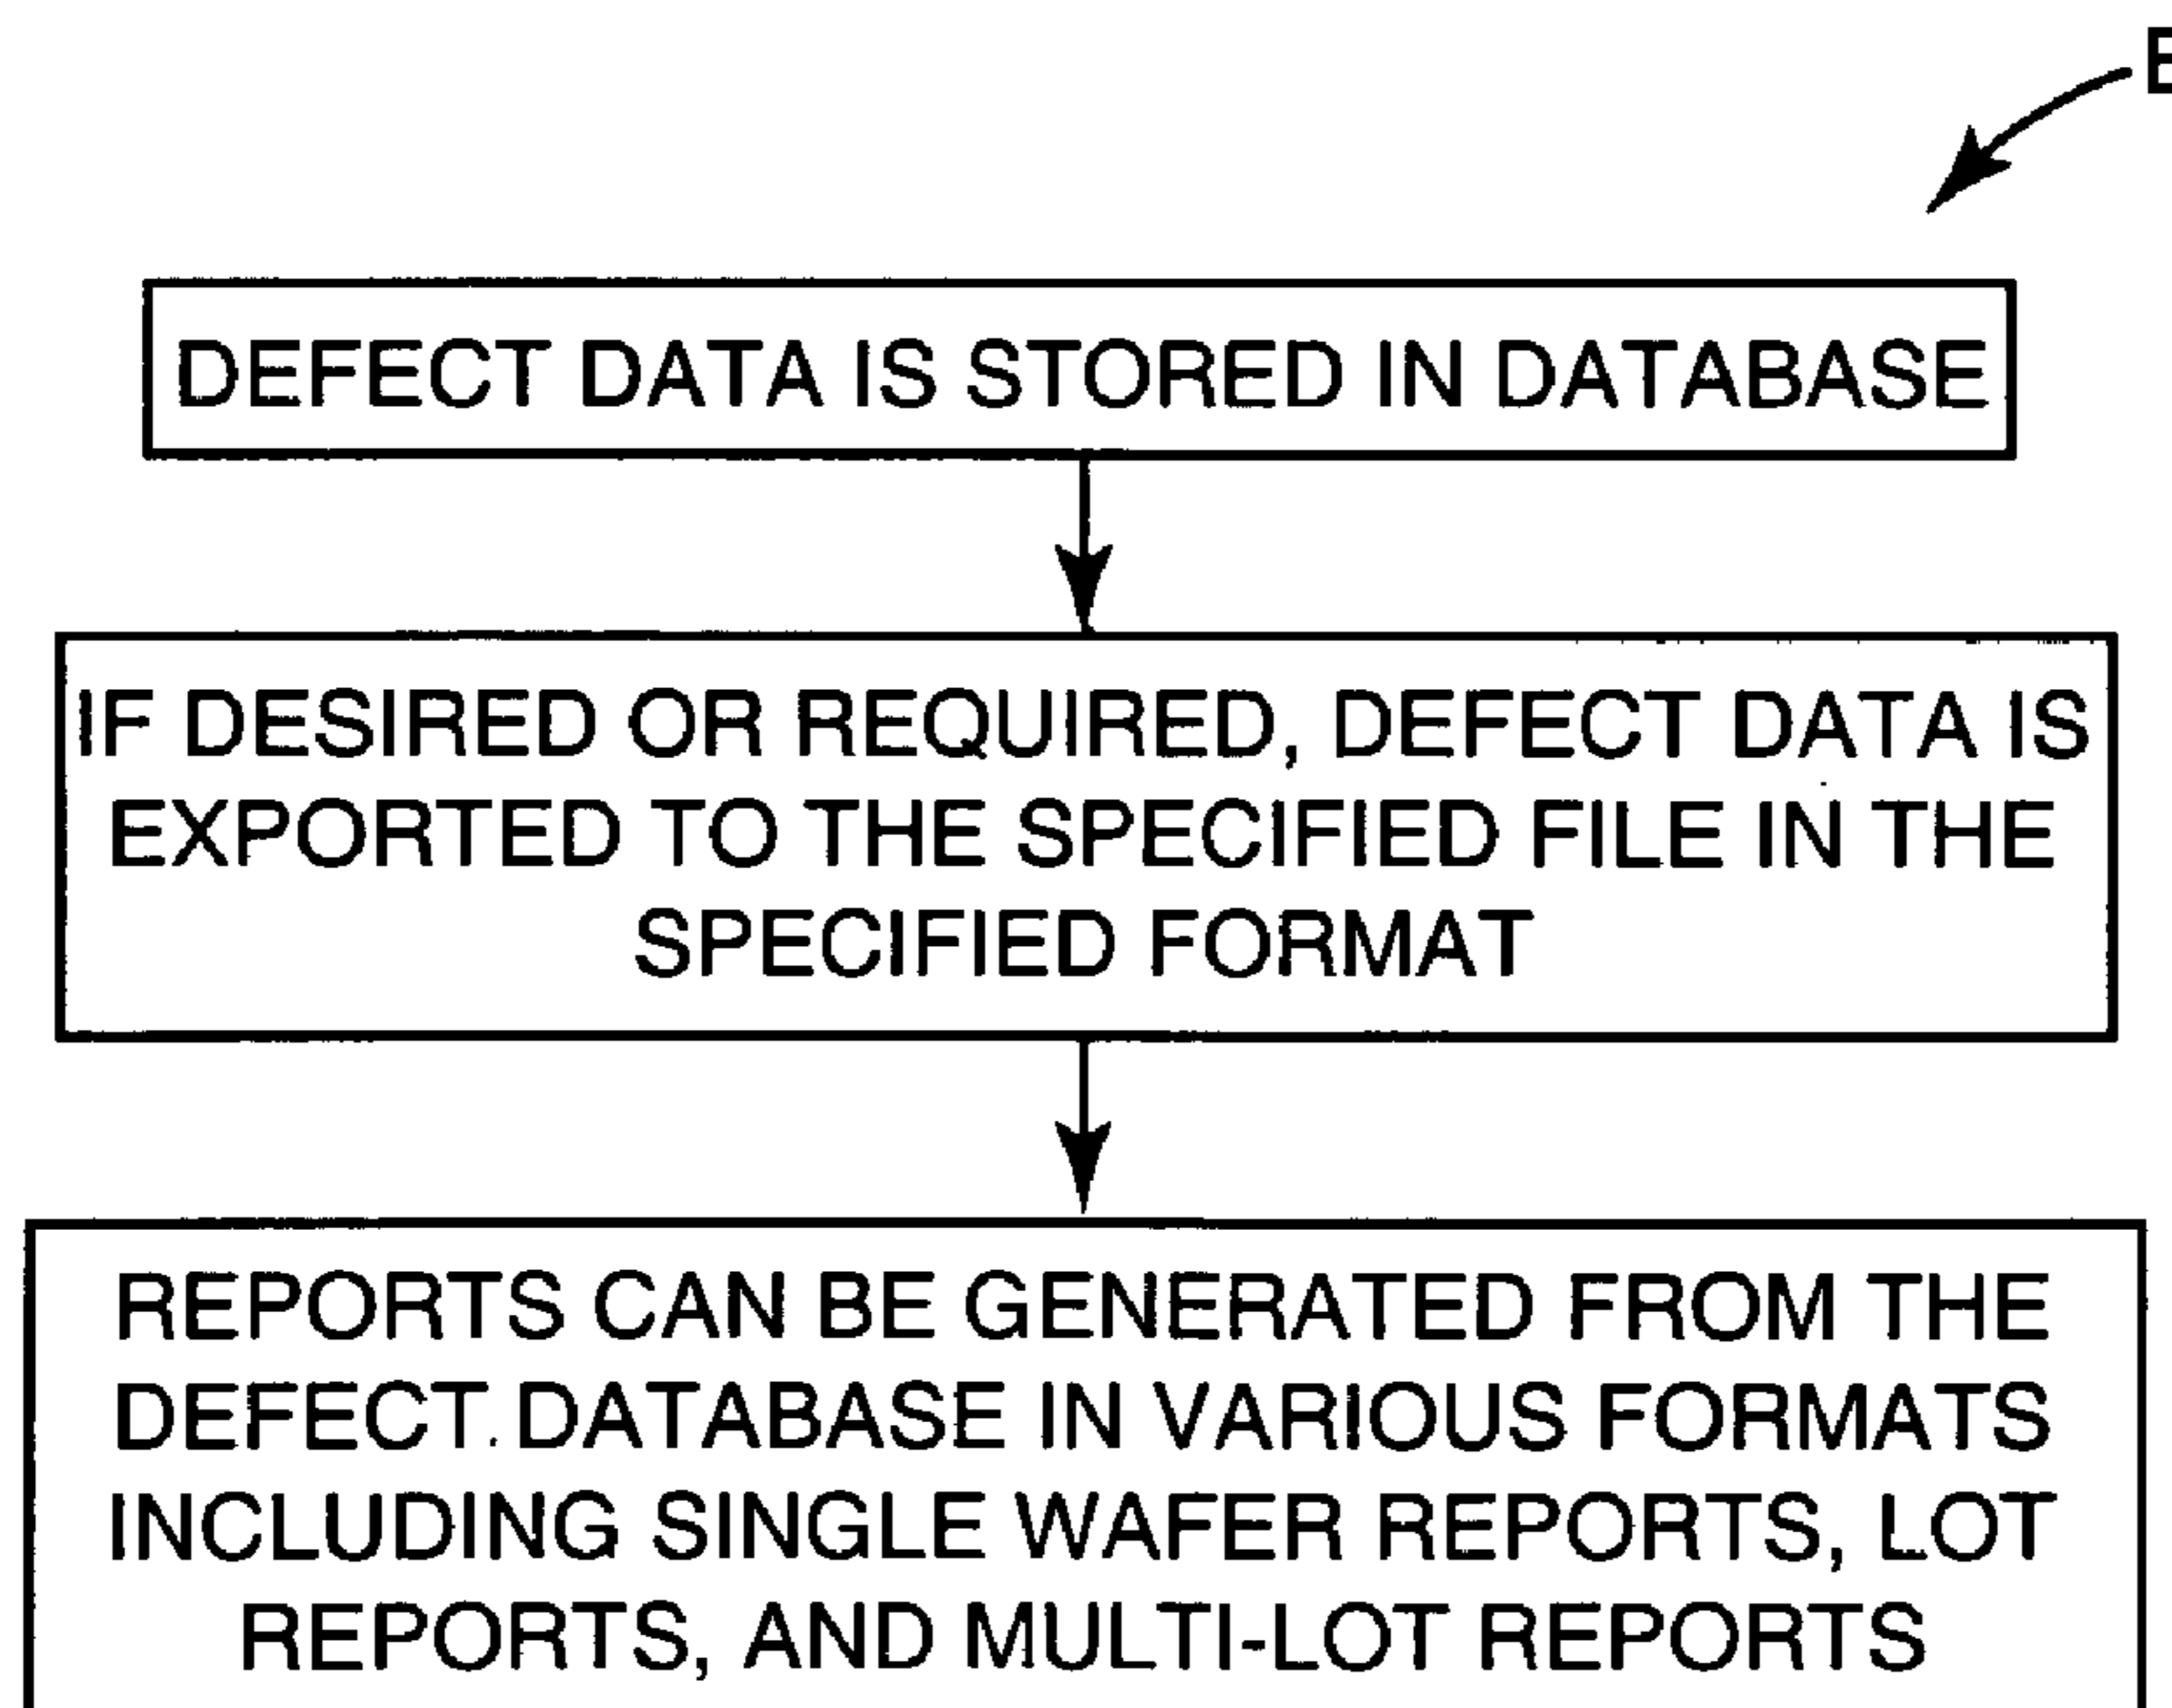 E
DEFECT DATA IS STORED IN DATABASE
IF DESIRED OR REQUIRED, DEFECT DATA IS
EXPORTED TO THE SPECIFIED FILE IN THE
SPECIFIED FORMAT
REPORTS CAN BE GENERATED FROM THE
DEFECT DATABASE IN VARIOUS FORMATS
INCLUDING SINGLE WAFER REPORTS, LOT
REPORTS, AND MULTI-LOT REPORTS